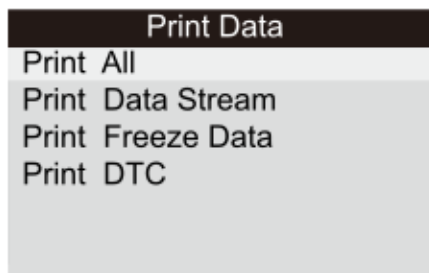 Print Data
Print All
Print Data Stream
Print Freeze Data
Print DTC